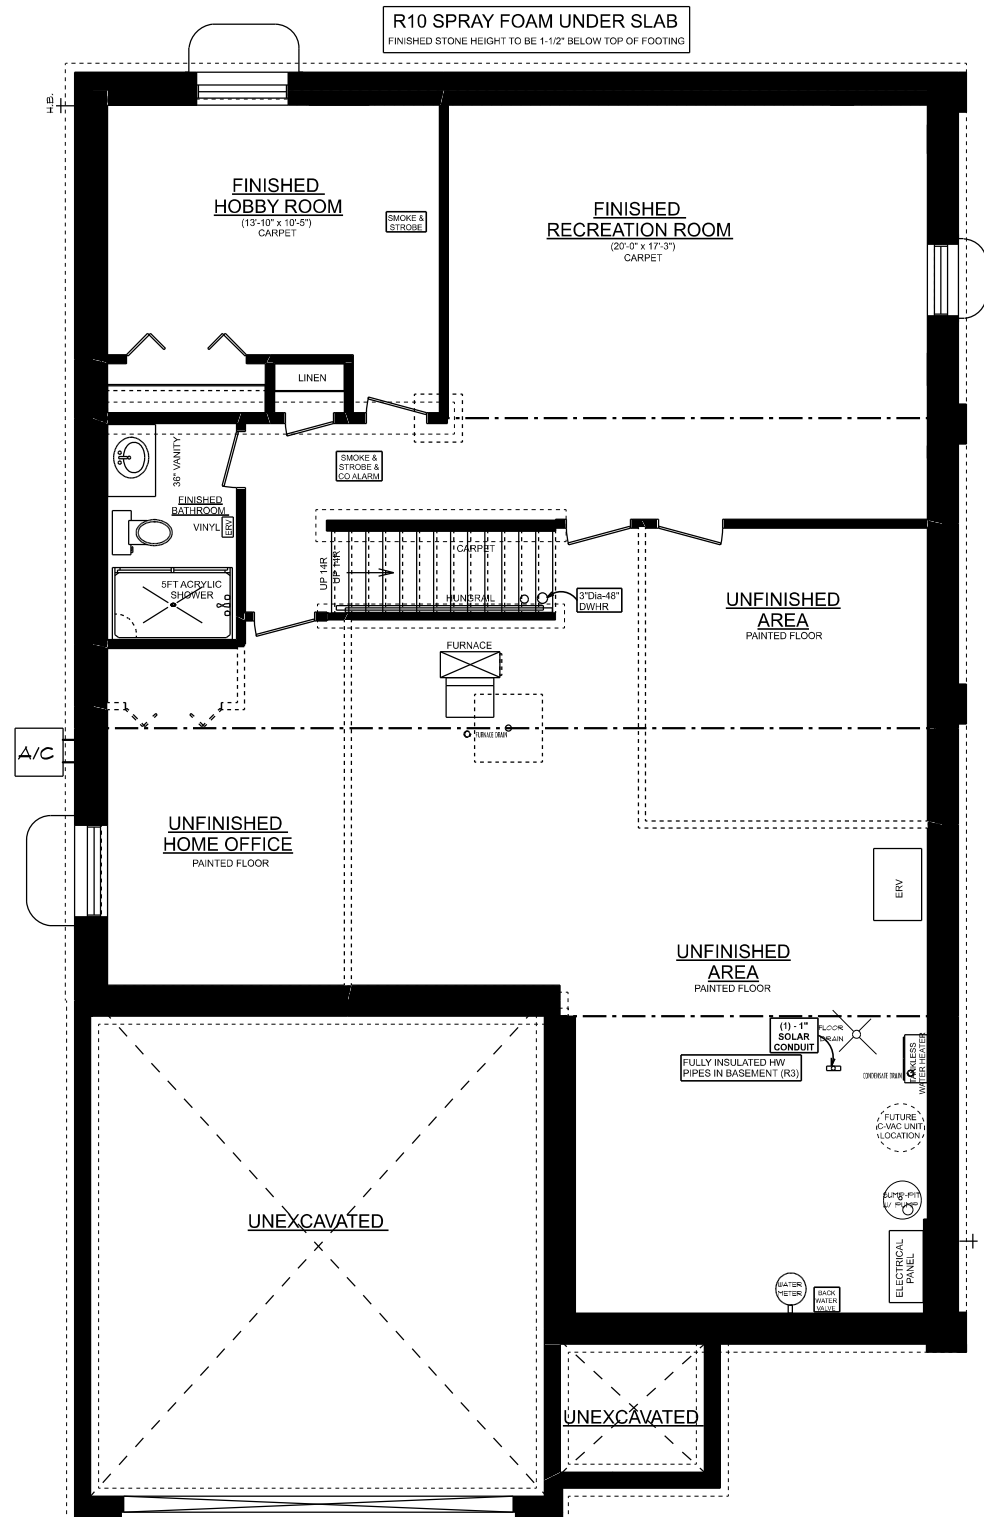 R10 SPRAY FOAM UNDER SLAB
FINISHED STONE HEIGHT TO BE 1-1/2" BELOW TOP OF FOOTING
H.B.
FINISHED
HOBBY ROOM
(13'-10" x 10'-5")
CARPET
SMOKE &
STROBE
FINISHED
RECREATION ROOM
(20'-0" x 17'-3")
CARPET
LINEN
SMOKE &
STROBE &
CO ALARM
36" VANITY
FINISHED
BATHROOM
VINYL
ERV
5FT ACRYLIC
SHOWER
UP 14R
UP 14R
CARPET
HUNGRAIL
3"Dia-48"
DWHR
UNFINISHED
AREA
PAINTED FLOOR
FURNACE
FURNACE DRAIN
A/C
UNFINISHED
HOME OFFICE
PAINTED FLOOR
ERV
UNFINISHED
AREA
PAINTED FLOOR
(1) - 1"
SOLAR
CONDUIT
FLOOR
DRAIN
FULLY INSULATED HW
PIPES IN BASEMENT (R3)
CONDENSATE DRAIN
TANKLESS
WATER HEATER
FUTURE
C-VAC UNIT
LOCATION
SUMP-PIT
W/ PUMP
ELECTRICAL
PANEL
WATER
METER
BACK
WATER
VALVE
UNEXCAVATED
UNEXCAVATED